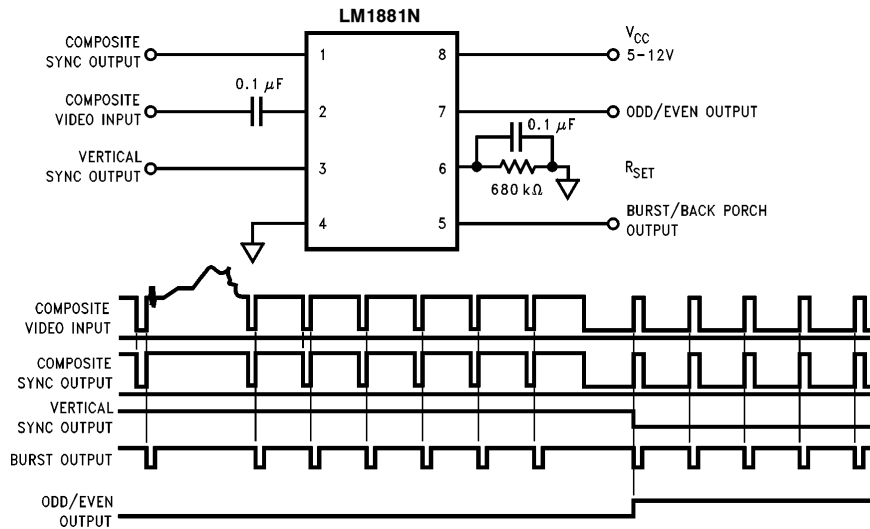 LM1881N
COMPOSITE
SYNC OUTPUT
1
8
VCC
5-12V
0.1 μF
COMPOSITE
VIDEO INPUT
2
7
ODD/EVEN OUTPUT
0.1 μF
VERTICAL
SYNC OUTPUT
3
6
RSET
680 kΩ
4
5
BURST/BACK PORCH
OUTPUT
COMPOSITE
VIDEO INPUT
COMPOSITE
SYNC OUTPUT
VERTICAL
SYNC OUTPUT
BURST OUTPUT
ODD/EVEN
OUTPUT